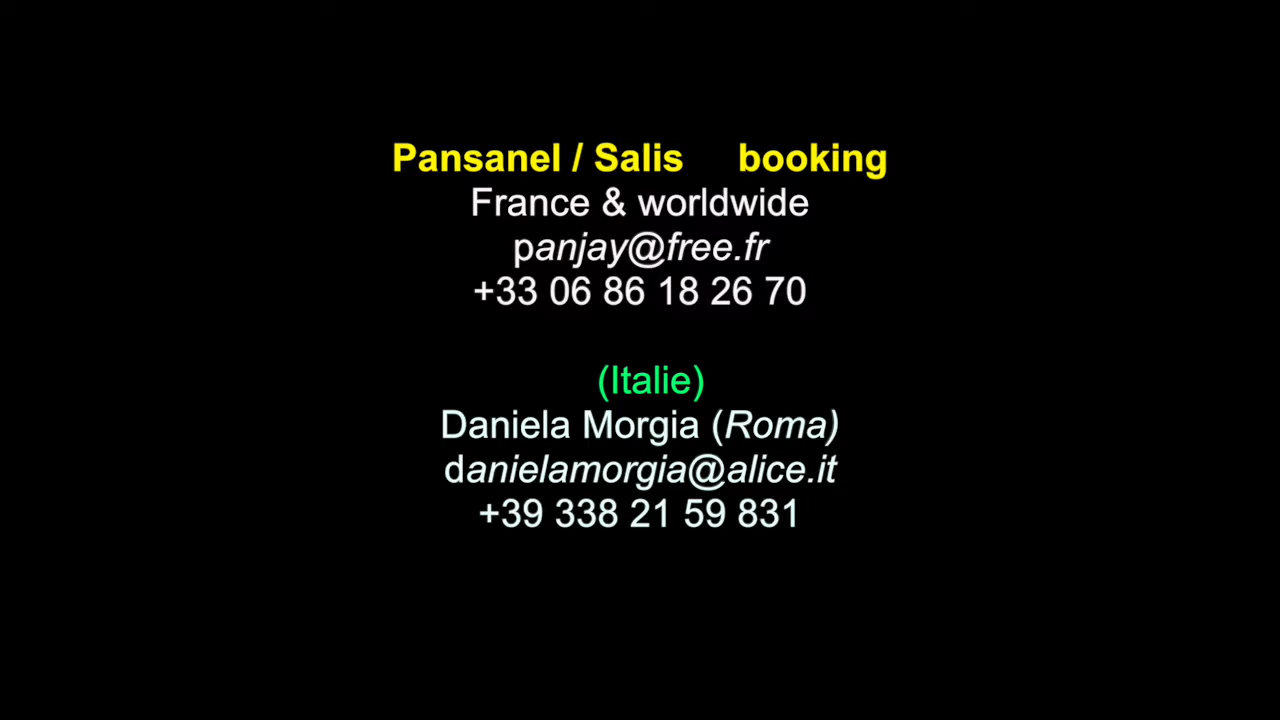 Pansanel / Salis booking
France & worldwide
panjay@free.fr
+33 06 86 18 26 70
(Italie)
Daniela Morgia (Roma)
danielamorgia@alice.it
+39 338 21 59 831